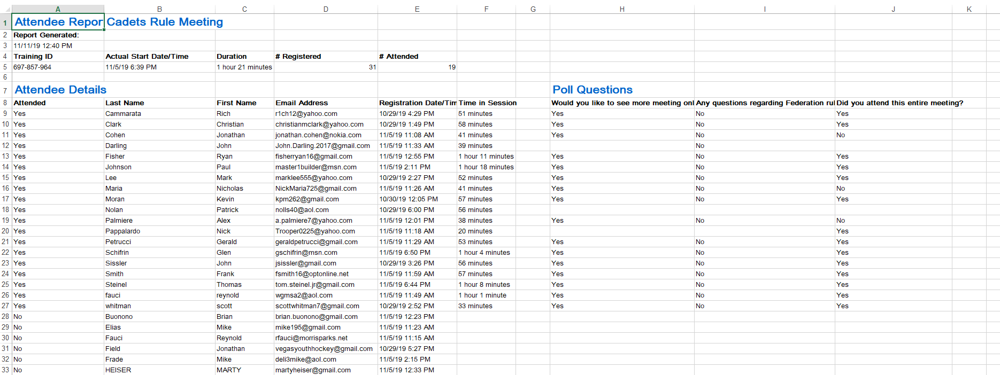 A B C D E F G H I J K
1 Attendee Repor Cadets Rule Meeting
2 Report Generated:
3 11/11/19 12:40 PM
4 Training ID Actual Start Date/Time Duration # Registered # Attended
5 697-857-964 11/5/19 6:39 PM 1 hour 21 minutes 31 19
6
7 Attendee Details Poll Questions
8 Attended Last Name First Name Email Address Registration Date/Tim Time in Session Would you like to see more meeting onl Any questions regarding Federation rul Did you attend this entire meeting?
9 Yes Cammarata Rich r1ch12@yahoo.com 10/29/19 4:29 PM 51 minutes Yes No Yes
10 Yes Clark Christian christianmclark@yahoo.com 10/29/19 1:49 PM 58 minutes Yes No Yes
11 Yes Cohen Jonathan jonathan.cohen@nokia.com 11/5/19 11:08 AM 41 minutes Yes No No
12 Yes Darling John John.Darling.2017@gmail.com 11/5/19 11:33 AM 39 minutes No
13 Yes Fisher Ryan fisherryan16@gmail.com 11/5/19 12:55 PM 1 hour 11 minutes Yes No Yes
14 Yes Johnson Paul master1builder@msn.com 11/5/19 2:11 PM 1 hour 18 minutes Yes No Yes
15 Yes Lee Mark marklee555@yahoo.com 10/29/19 2:27 PM 52 minutes Yes No Yes
16 Yes Maria Nicholas NickMaria725@gmail.com 11/5/19 11:26 AM 41 minutes Yes No No
17 Yes Moran Kevin kpm262@gmail.com 10/30/19 12:05 PM 57 minutes Yes No Yes
18 Yes Nolan Patrick nolls40@aol.com 10/29/19 6:00 PM 56 minutes
19 Yes Palmiere Alex a.palmiere7@yahoo.com 11/5/19 12:01 PM 38 minutes Yes No No
20 Yes Pappalardo Nick Trooper0225@yahoo.com 11/5/19 11:18 AM 20 minutes Yes
21 Yes Petrucci Gerald geraldpetrucci@gmail.com 11/5/19 11:29 AM 53 minutes Yes No Yes
22 Yes Schifrin Glen gschifrin@msn.com 11/5/19 6:50 PM 1 hour 4 minutes Yes No Yes
23 Yes Sissler John jsissler@gmail.com 10/29/19 3:26 PM 56 minutes Yes No Yes
24 Yes Smith Frank fsmith16@optonline.net 11/5/19 11:59 AM 57 minutes Yes No Yes
25 Yes Steinel Thomas tom.steinel.jr@gmail.com 11/5/19 6:44 PM 1 hour 8 minutes Yes No Yes
26 Yes fauci reynold wgmsa2@aol.com 11/5/19 11:49 AM 1 hour 1 minute Yes No Yes
27 Yes whitman scott scottwhitman7@gmail.com 10/29/19 2:52 PM 33 minutes Yes No Yes
28 No Buonono Brian brian.buonono@gmail.com 11/5/19 12:23 PM
29 No Elias Mike mike195@gmail.com 11/5/19 11:23 AM
30 No Fauci Reynold rfauci@morrisparks.net 11/5/19 11:15 AM
31 No Field Jonathan vegasyouthhockey@gmail.com 10/29/19 5:27 PM
32 No Frade Mike deli3mike@aol.com 11/5/19 2:15 PM
33 No HEISER MARTY martyheiser@gmail.com 11/5/19 12:33 PM